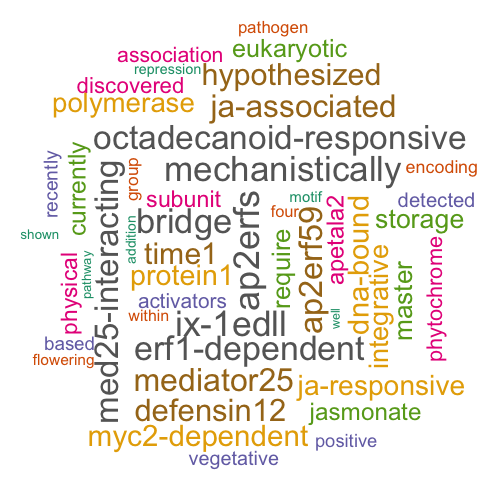 pathogen
association
eukaryotic
repression
discovered
hypothesized
polymerase
ja-associated
octadecanoid-responsive
mechanistically
encoding
recently
currently
group
subunit
motif
detected
med25-interacting
bridge
ap2erfs
four
apetala2
storage
shown
addition
time1
require
ap2erf59
dna-bound
physical
pathway
protein1
activators
integrative
master
phytochrome
within
ix-1edll
well
based
erf1-dependent
flowering
mediator25
ja-responsive
defensin12
jasmonate
myc2-dependent
positive
vegetative